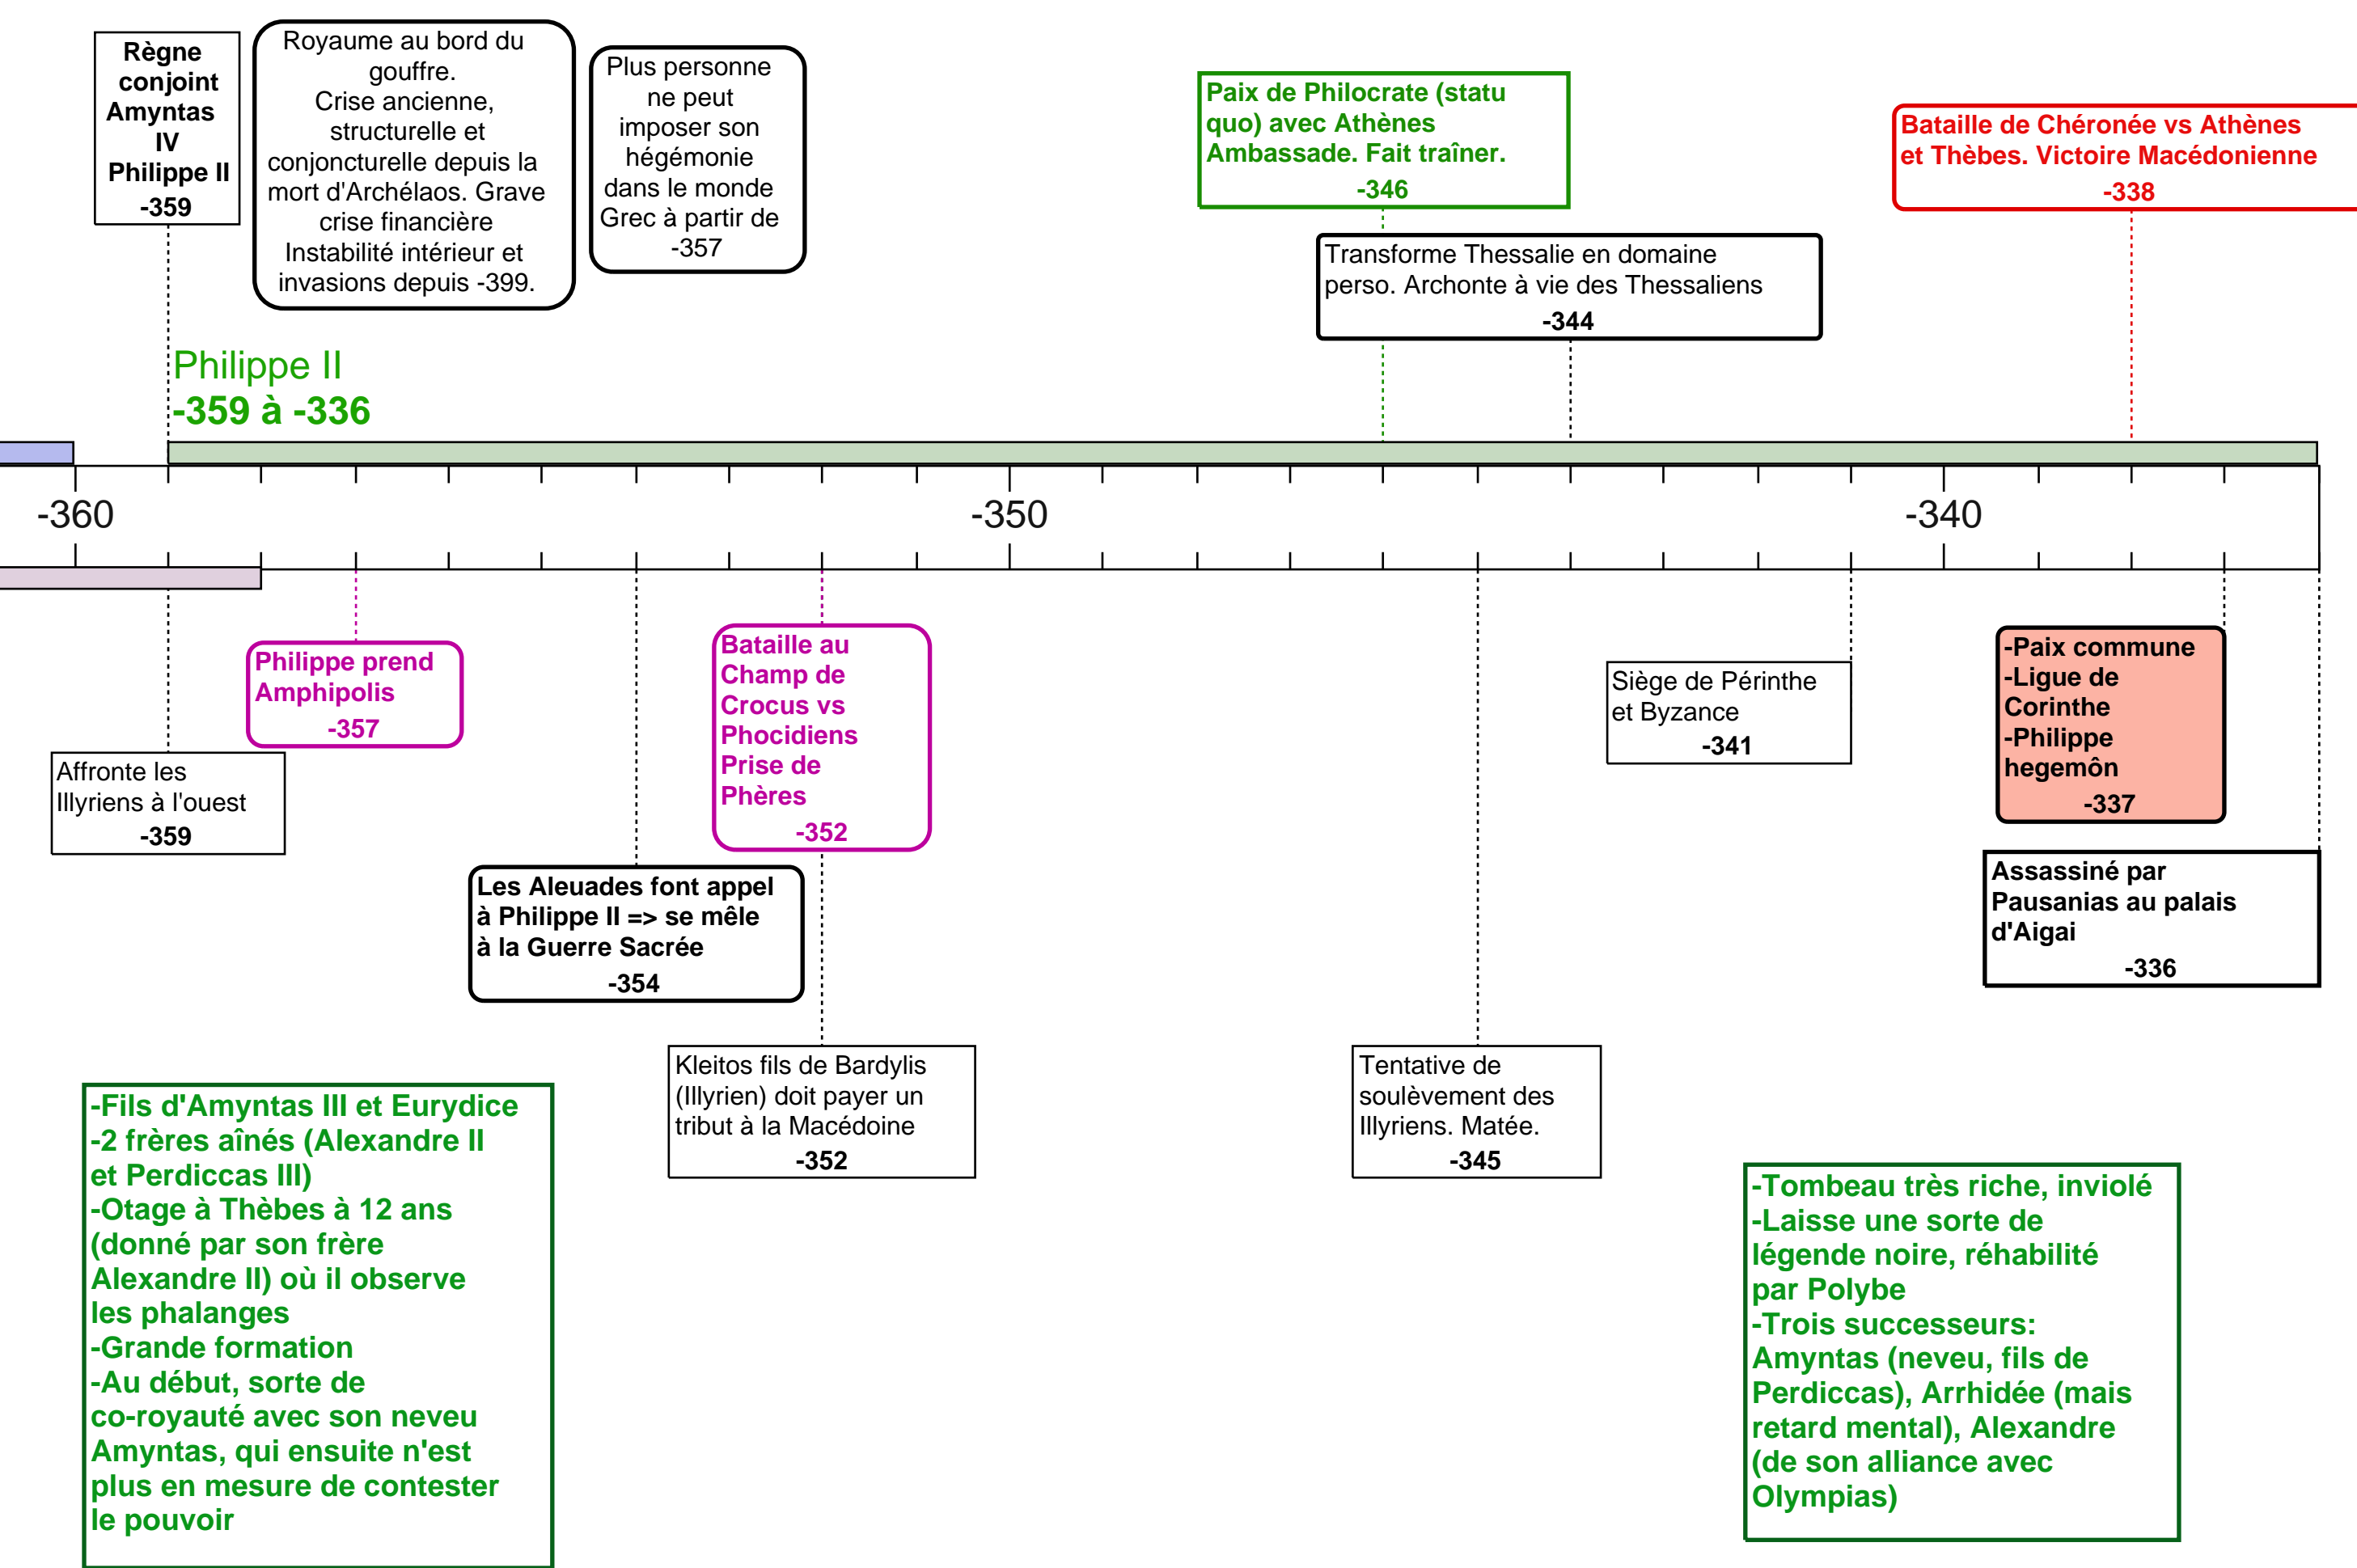 Règne
conjoint
Amyntas
IV
Philippe II
-359
Royaume au bord du
gouffre.
Crise ancienne,
structurelle et
conjoncturelle depuis la
mort d'Archélaos. Grave
crise financière
Instabilité intérieur et
invasions depuis -399.
Plus personne
ne peut
imposer son
hégémonie
dans le monde
Grec à partir de
-357
Paix de Philocrate (statu
quo) avec Athènes
Ambassade. Fait traîner.
-346
Bataille de Chéronée vs Athènes
et Thèbes. Victoire Macédonienne
-338
Transforme Thessalie en domaine
perso. Archonte à vie des Thessaliens
-344
Philippe II
-359 à -336
-360
-350
-340
Philippe prend
Amphipolis
-357
Bataille au
Champ de
Crocus vs
Phocidiens
Prise de
Phères
-352
Siège de Périnthe
et Byzance
-341
-Paix commune
-Ligue de
Corinthe
-Philippe
hegemôn
-337
Affronte les
Illyriens à l'ouest
-359
Les Aleuades font appel
à Philippe II => se mêle
à la Guerre Sacrée
-354
Assassiné par
Pausanias au palais
d'Aigai
-336
Kleitos fils de Bardylis
(Illyrien) doit payer un
tribut à la Macédoine
-352
Tentative de
soulèvement des
Illyriens. Matée.
-345
-Fils d'Amyntas III et Eurydice
-2 frères aînés (Alexandre II
et Perdiccas III)
-Otage à Thèbes à 12 ans
(donné par son frère
Alexandre II) où il observe
les phalanges
-Grande formation
-Au début, sorte de
co-royauté avec son neveu
Amyntas, qui ensuite n'est
plus en mesure de contester
le pouvoir
-Tombeau très riche, inviolé
-Laisse une sorte de
légende noire, réhabilité
par Polybe
-Trois successeurs:
Amyntas (neveu, fils de
Perdiccas), Arrhidée (mais
retard mental), Alexandre
(de son alliance avec
Olympias)